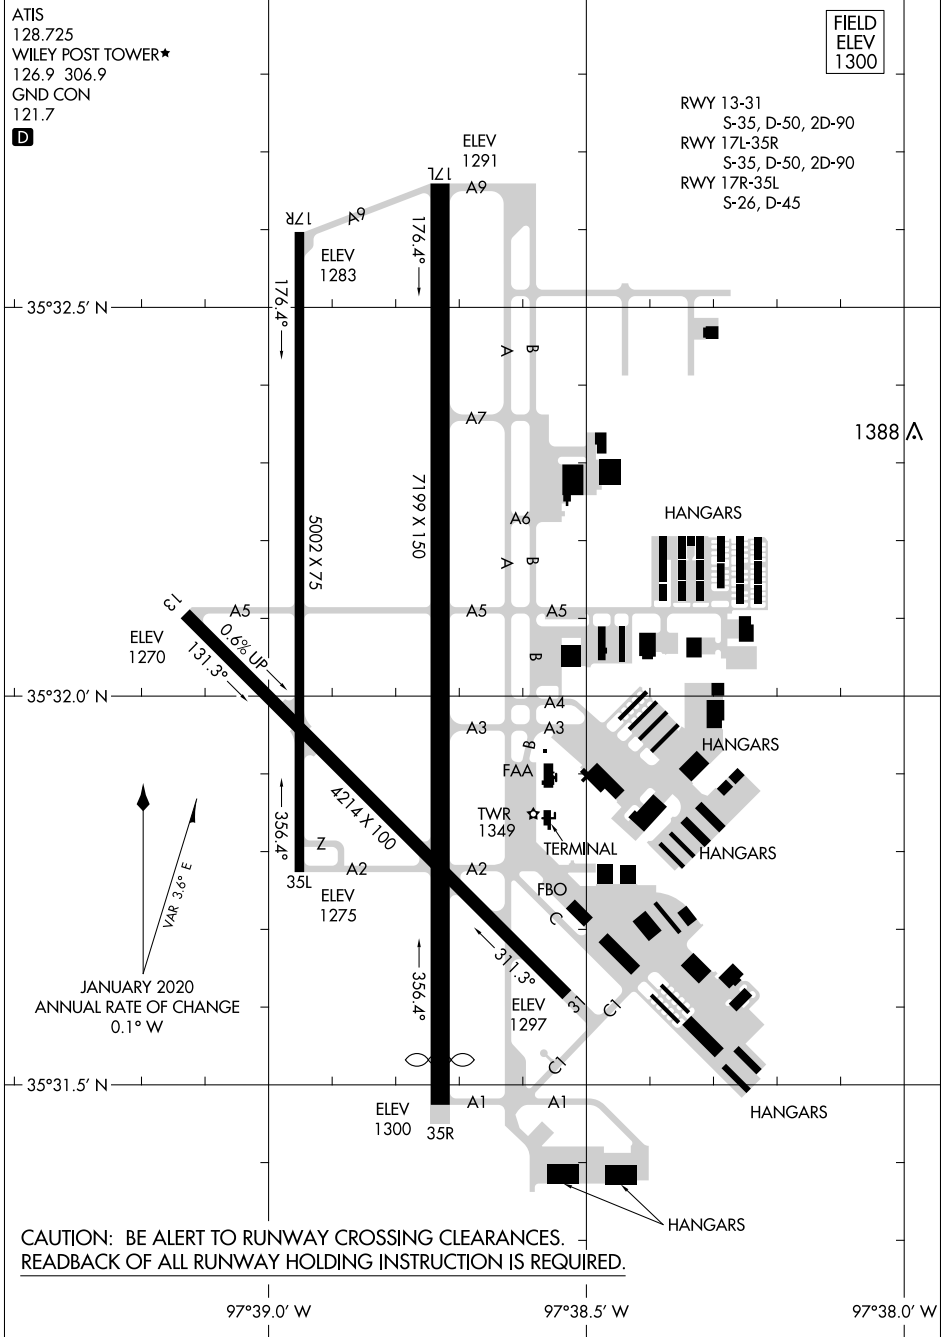 ATIS
128.725
WILEY POST TOWER★
126.9 306.9
GND CON
121.7
D
FIELD
ELEV
1300
RWY 13-31
S-35, D-50, 2D-90
RWY 17L-35R
S-35, D-50, 2D-90
RWY 17R-35L
S-26, D-45
ELEV
1291
17L
A9
17R
A9
176.4°
ELEV
1283
176.4°
35°32.5' N
A
B
A7
1388
7199 X 150
5002 X 75
A6
HANGARS
A
B
13
A5
A5
A5
ELEV
1270
0.6% UP
131.3°
B
35°32.0' N
A4
A3
A3
B
HANGARS
FAA
4214 X 100
TWR
1349
356.4°
Z
TERMINAL
HANGARS
A2
A2
35L
FBO
ELEV
1275
C
VAR 3.6° E
311.3°
356.4°
JANUARY 2020
ANNUAL RATE OF CHANGE
0.1° W
ELEV
1297
31
C1
C1
35°31.5' N
A1
A1
ELEV
1300
35R
HANGARS
HANGARS
CAUTION: BE ALERT TO RUNWAY CROSSING CLEARANCES.
READBACK OF ALL RUNWAY HOLDING INSTRUCTION IS REQUIRED.
97°39.0' W
97°38.5' W
97°38.0' W